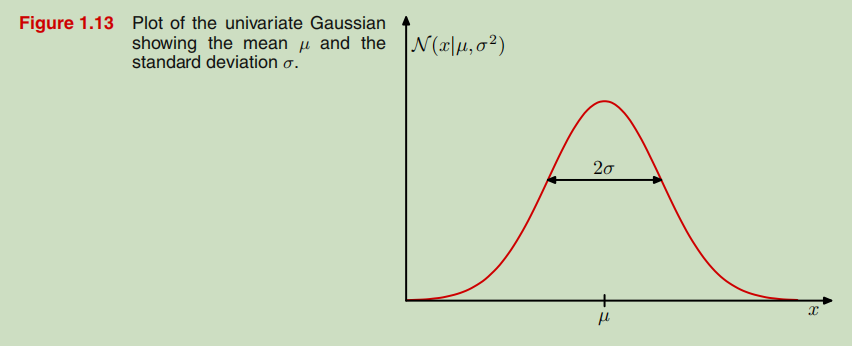 Figure 1.13 Plot of the univariate Gaussian
showing the mean μ and the
standard deviation σ.
𝒩(x|μ, σ²)
2σ
μ
x